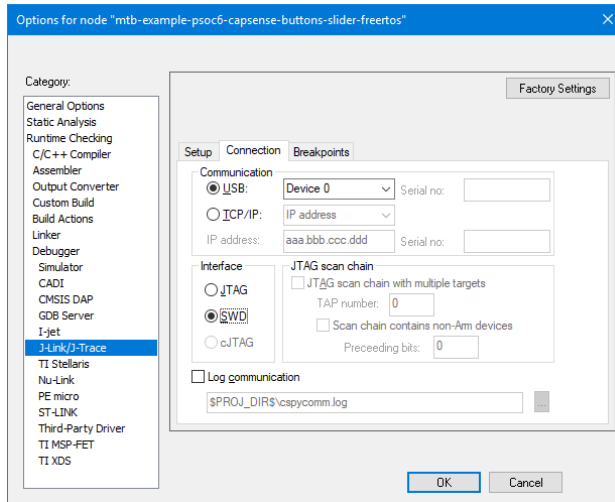 Options for node "mtb-example-psoc6-capsense-buttons-slider-freertos"
Category:
Factory Settings
General Options
Static Analysis
Runtime Checking
C/C++ Compiler
Assembler
Output Converter
Custom Build
Build Actions
Linker
Debugger
Simulator
CADI
CMSIS DAP
GDB Server
I-jet
J-Link/J-Trace
TI Stellaris
Nu-Link
PE micro
ST-LINK
Third-Party Driver
TI MSP-FET
TI XDS
Setup Connection Breakpoints
Communication
USB: Device 0 Serial no:
TCP/IP: IP address
IP address: aaa.bbb.ccc.ddd Serial no:
Interface
JTAG
SWD
cJTAG
JTAG scan chain
JTAG scan chain with multiple targets
TAP number: 0
Scan chain contains non-Arm devices
Preceeding bits: 0
Log communication
$PROJ_DIR$\cspycomm.log
...
OK Cancel